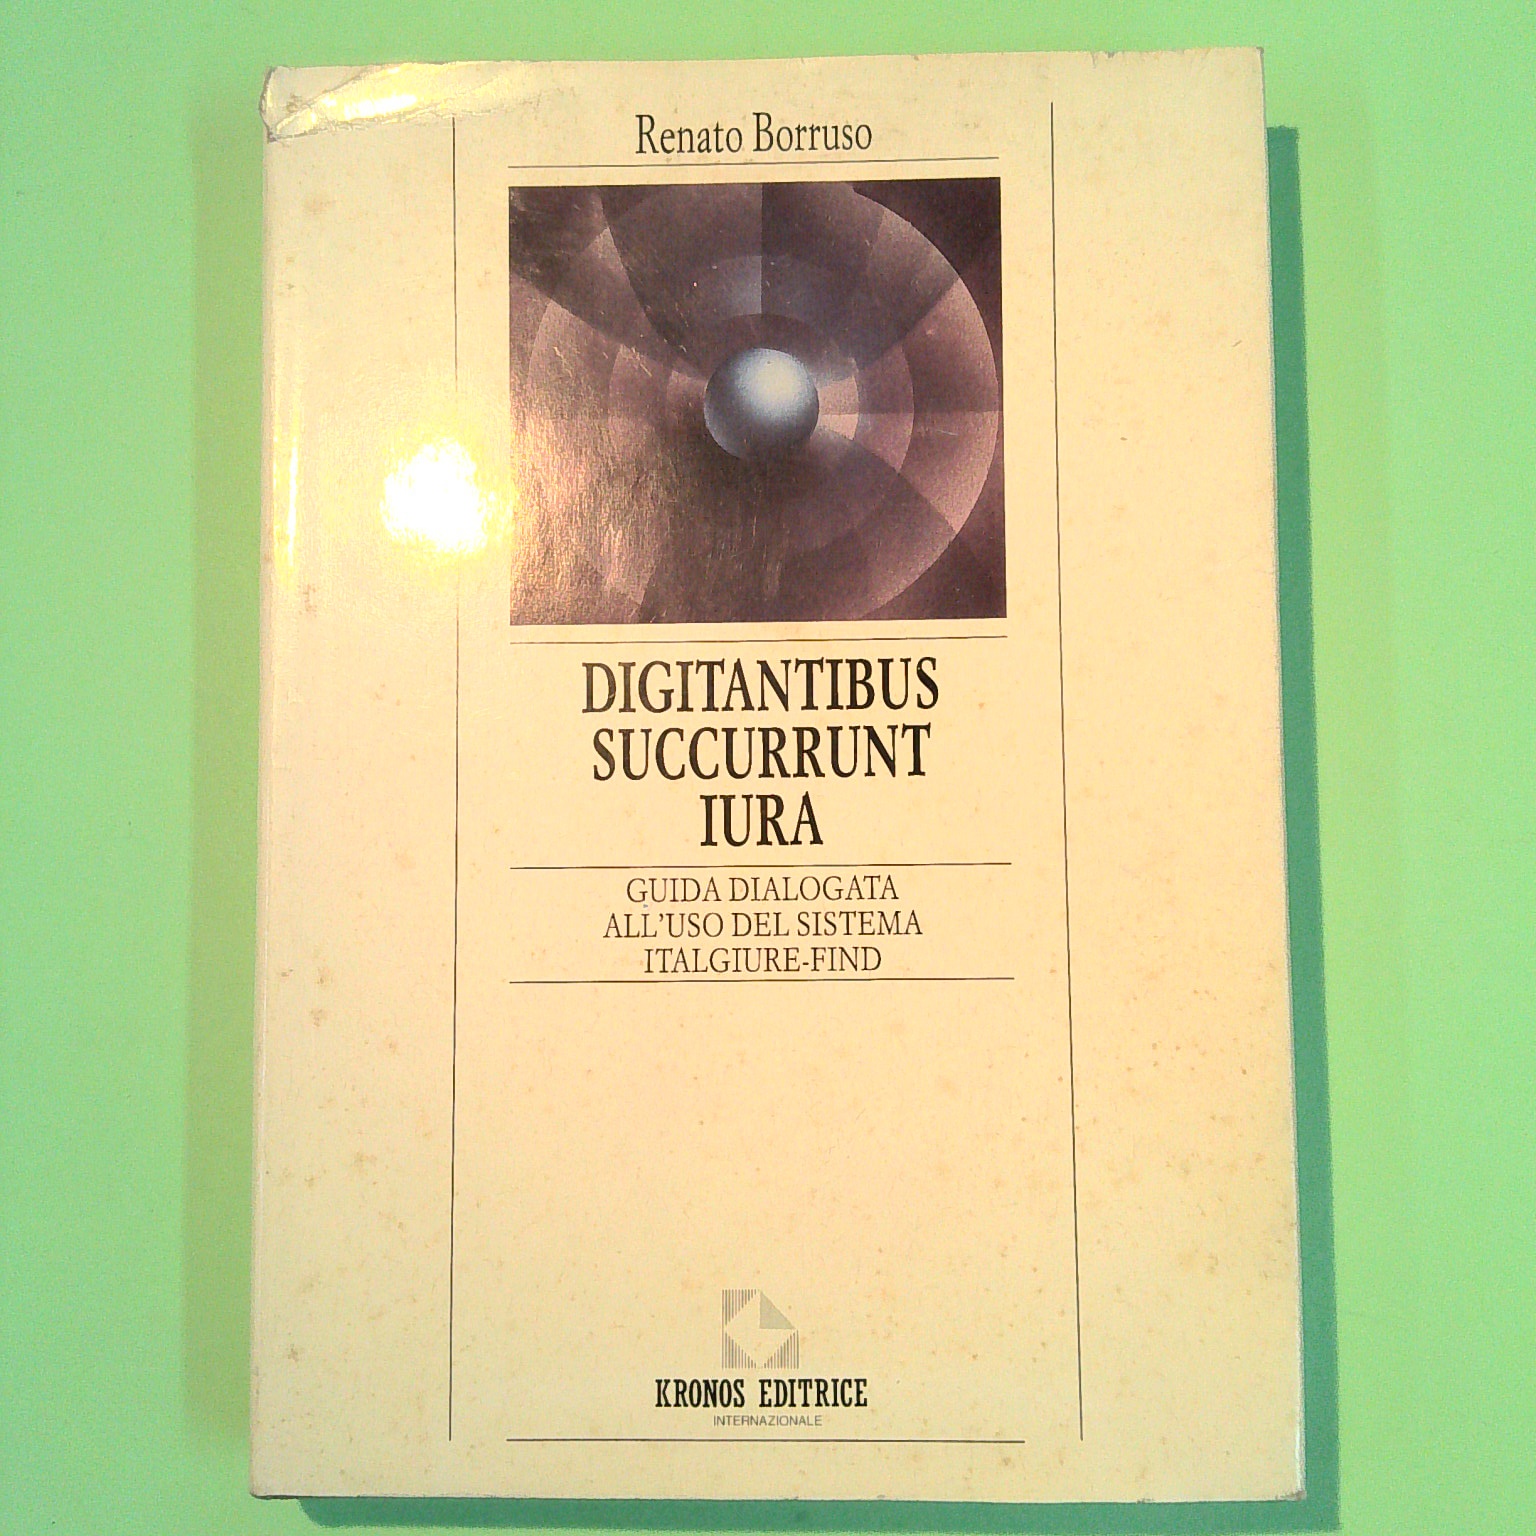 Renato Borruso
DIGITANTIBUS
SUCCURRUNT
IURA
GUIDA DIALOGATA
ALL'USO DEL SISTEMA
ITALGIURE-FIND
KRONOS EDITRICE
INTERNAZIONALE